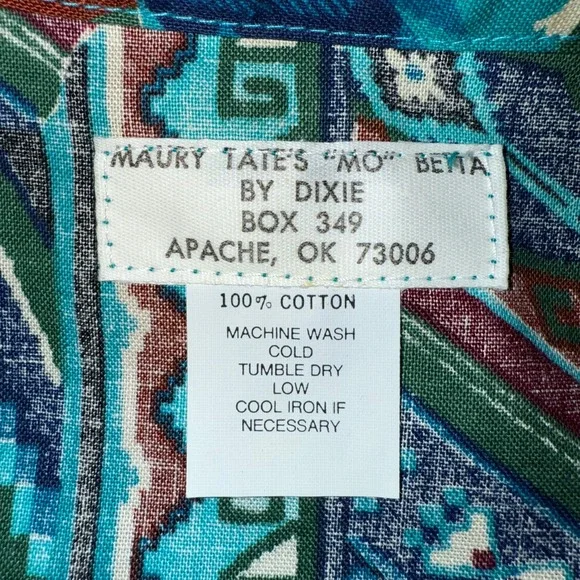 MAURY TATE'S "MO" BETTA
BY DIXIE
BOX 349
APACHE, OK 73006
100% COTTON
MACHINE WASH
COLD
TUMBLE DRY
LOW
COOL IRON IF
NECESSARY